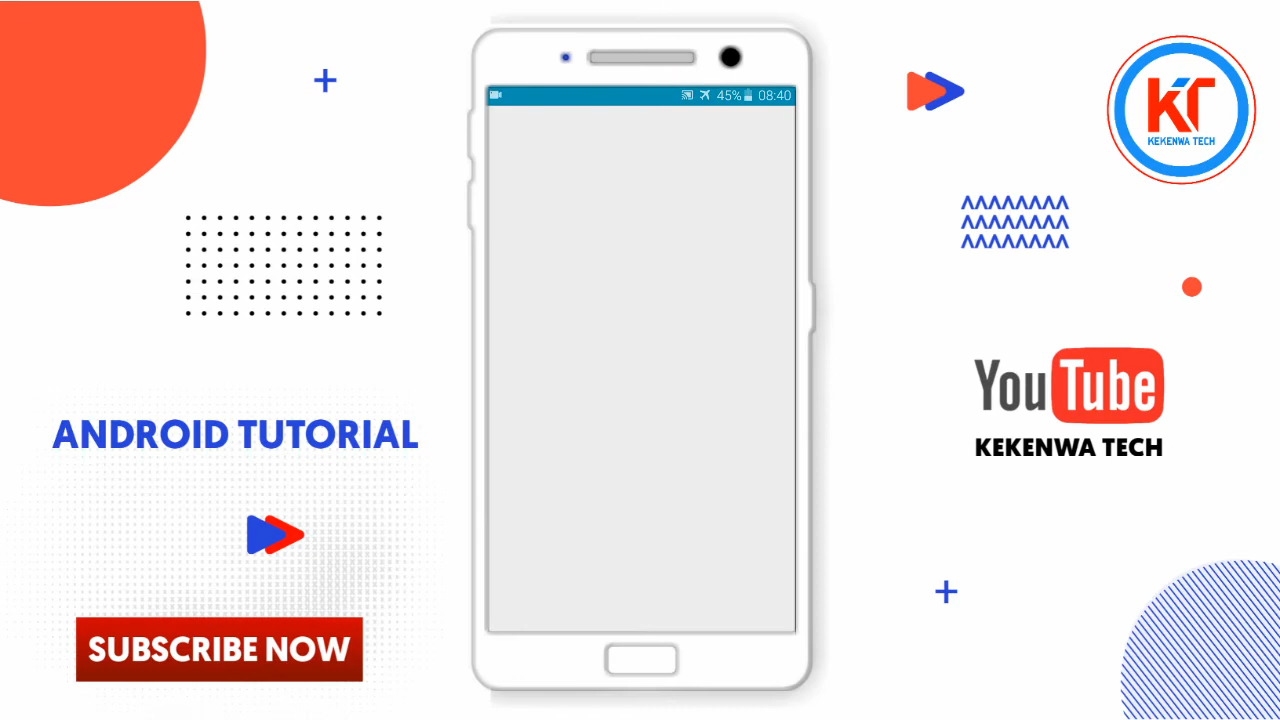 45% 08:40
KT
KEKENWA TECH
YouTube
KEKENWA TECH
ANDROID TUTORIAL
SUBSCRIBE NOW